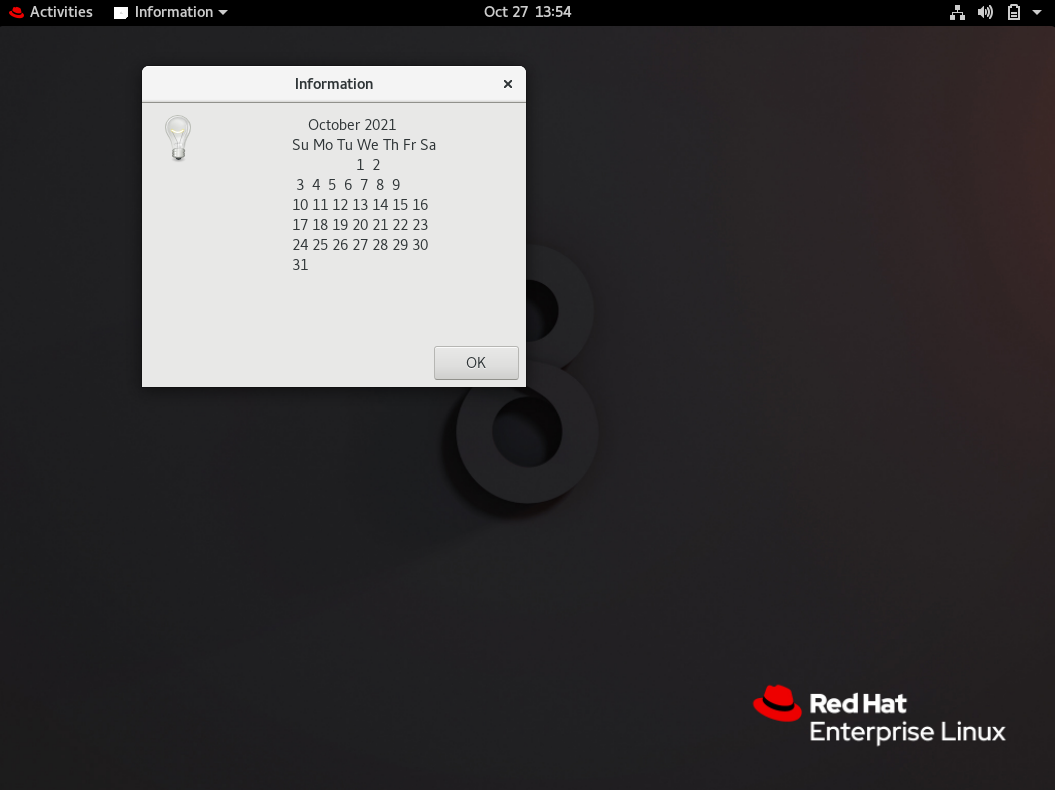 Activities Information Oct 27 13:54
Information
October 2021
Su Mo Tu We Th Fr Sa
1 2
3 4 5 6 7 8 9
10 11 12 13 14 15 16
17 18 19 20 21 22 23
24 25 26 27 28 29 30
31
OK
8
Red Hat
Enterprise Linux